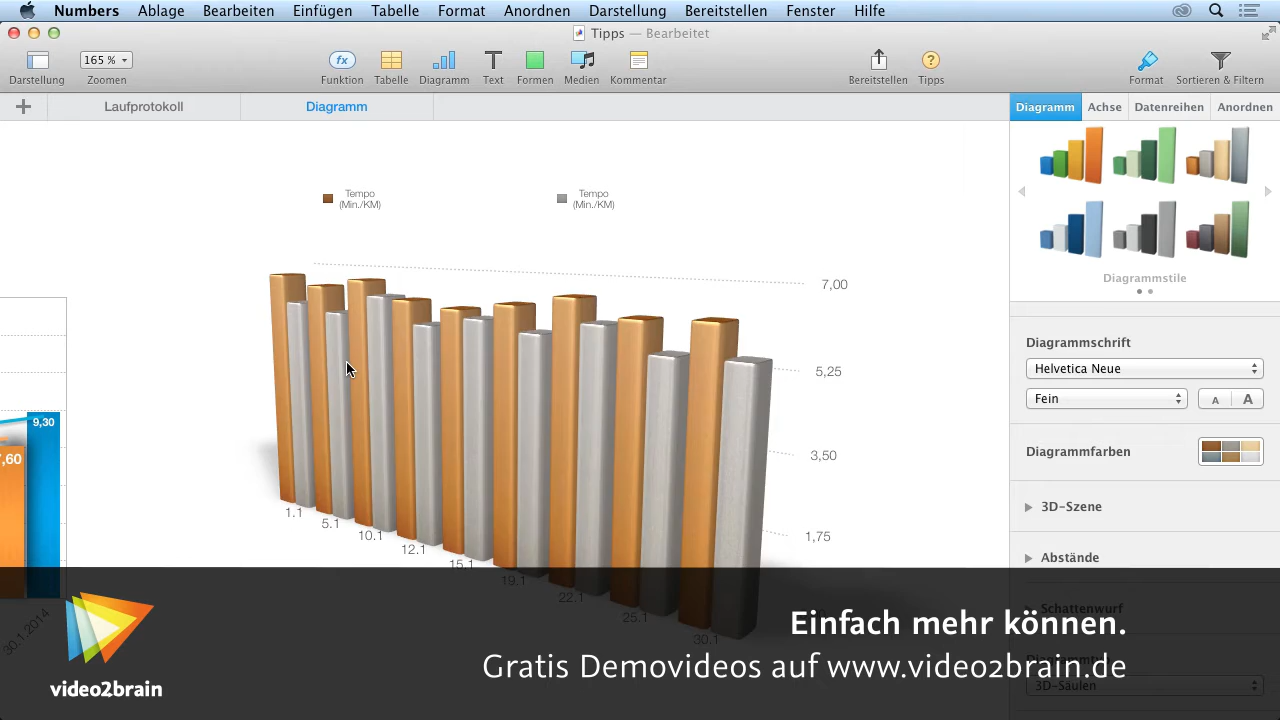 Numbers Ablage Bearbeiten Einfügen Tabelle Format Anordnen Darstellung Bereitstellen Fenster Hilfe
Tipps — Bearbeitet
165 %
Darstellung Zoomen Funktion Tabelle Diagramm Text Formen Medien Kommentar Bereitstellen Tipps Format Sortieren & Filtern
Laufprotokoll Diagramm
Diagramm Achse Datenreihen Anordnen
Tempo
(Min./KM)
Tempo
(Min./KM)
Diagrammstile
7,00
5,25
3,50
1,75
Diagrammschrift
Helvetica Neue
Fein A A
Diagrammfarben
3D-Szene
Abstände
Schattenwurf
Diagrammtyp
3D-Säulen
9,30
7,60
30.1.2014
1.1
5.1
10.1
12.1
15.1
19.1
22.1
25.1
30.1
video2brain
Einfach mehr können.
Gratis Demovideos auf www.video2brain.de